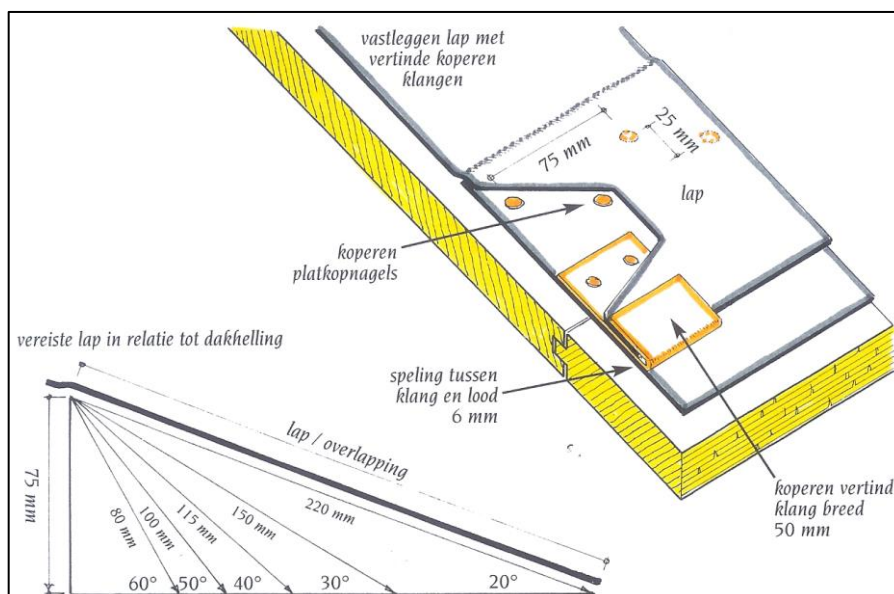 vastleggen lap met
vertinde koperen
klangen
75 mm
25 mm
lap
koperen
platkopnagels
speling tussen
klang en lood
6 mm
koperen vertind
klang breed
50 mm
vereiste lap in relatie tot dakhelling
lap / overlapping
75 mm
80 mm
100 mm
115 mm
150 mm
220 mm
60°
50°
40°
30°
20°